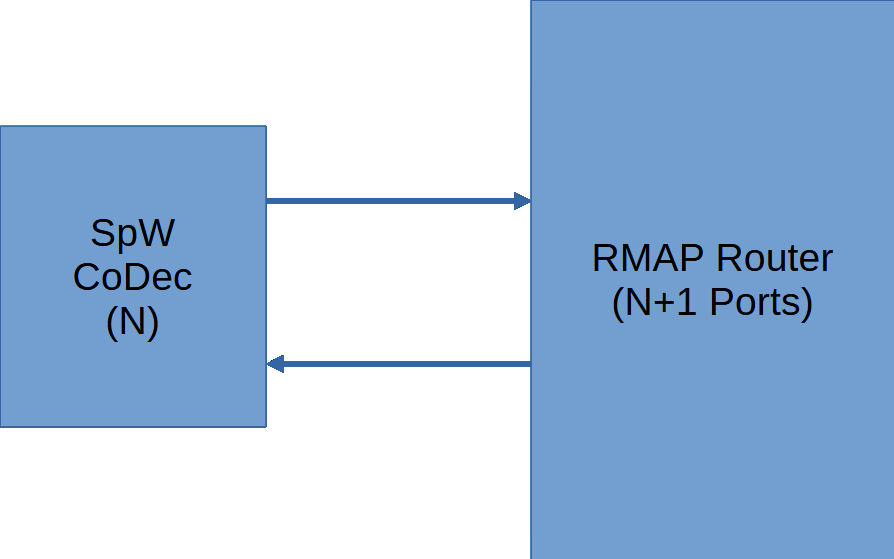 SpW
CoDec
(N)
RMAP Router
(N+1 Ports)